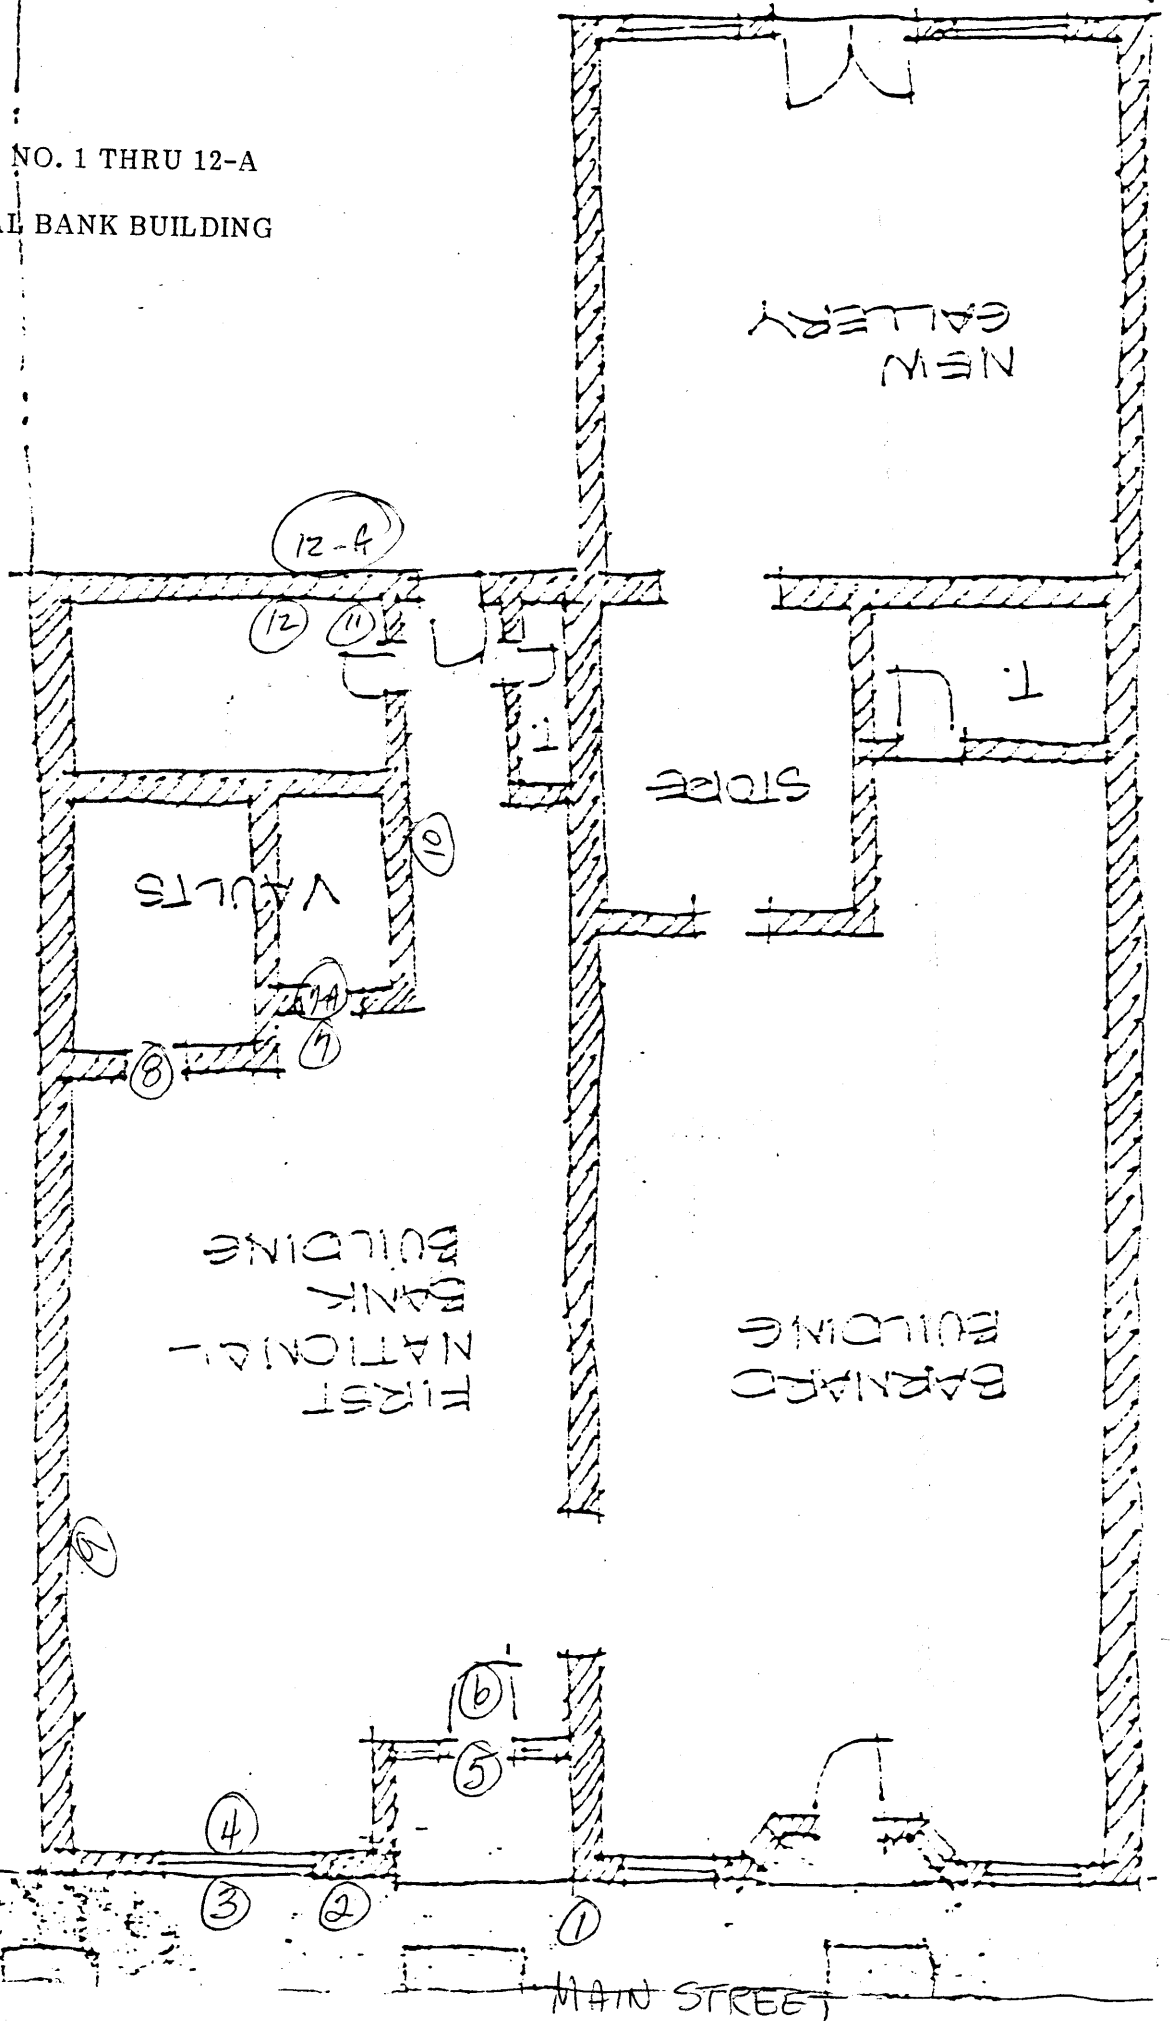 NO. 1 THRU 12-A
AL BANK BUILDING
NEW
GALLERY
12-A
12
11
T.
T.
STORE
10
VAULTS
7A
7
8
FIRST
NATIONAL
BANK
BUILDING
BARNARD
BUILDING
9
6
5
4
3
2
1
MAIN STREET